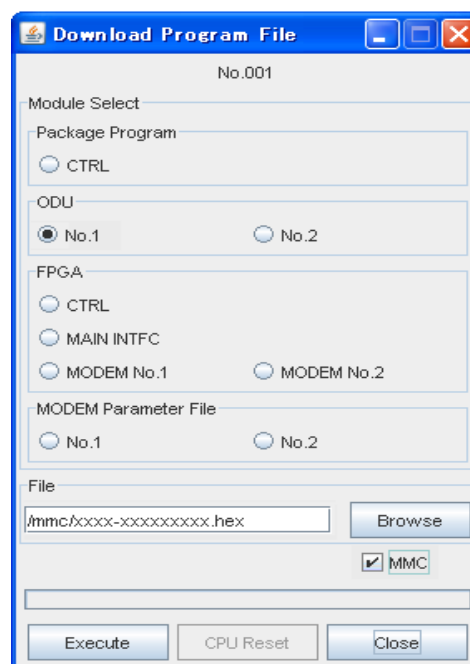 Download Program File
No.001
Module Select
Package Program
CTRL
ODU
No.1 No.2
FPGA
CTRL
MAIN INTFC
MODEM No.1 MODEM No.2
MODEM Parameter File
No.1 No.2
File
/mmc/xxxx-xxxxxxxxx.hex Browse
MMC
Execute CPU Reset Close